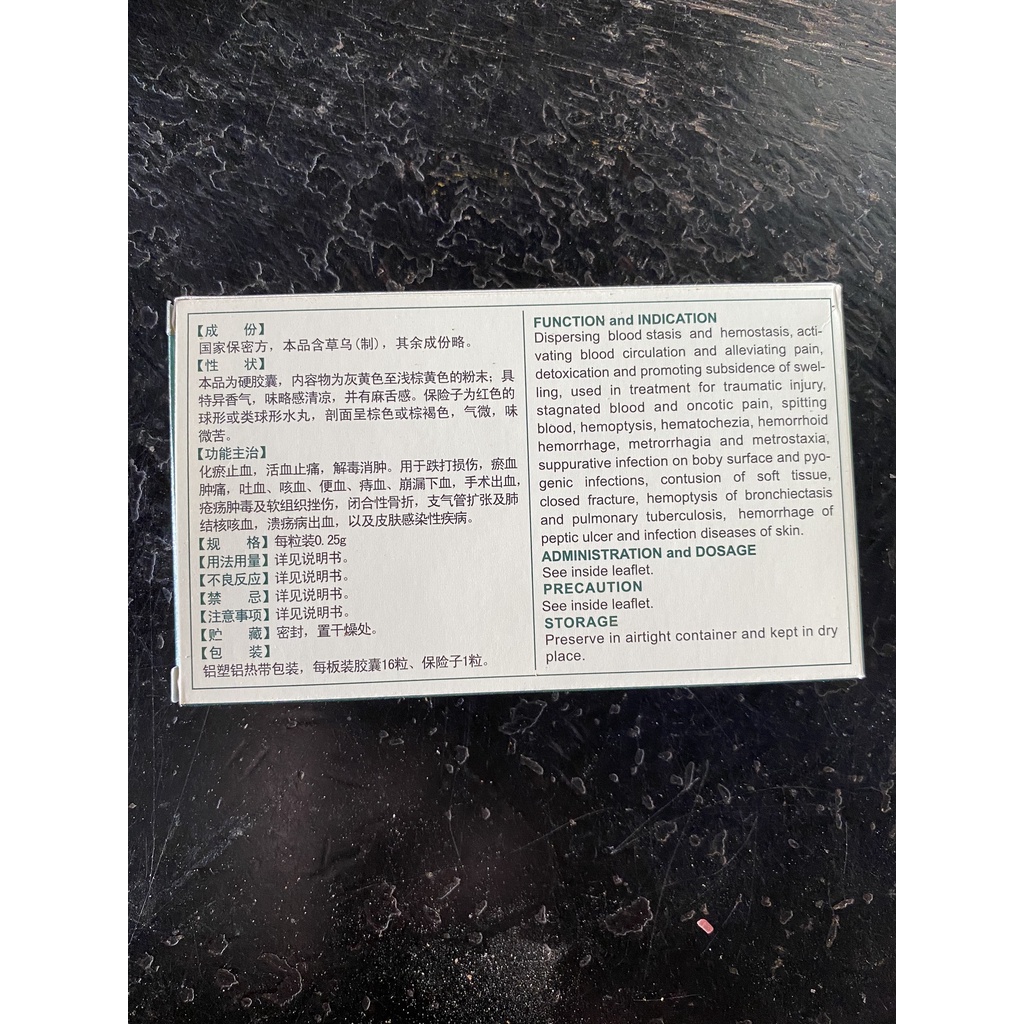 【成 份】
国家保密方，本品含草乌(制)，其余成份略。
【性 状】
本品为硬胶囊，内容物为灰黄色至浅棕黄色的粉末；具
特异香气，味略感清凉，并有麻舌感。保险子为红色的
球形或类球形水丸，剖面呈棕色或棕褐色，气微，味
微苦。
【功能主治】
化瘀止血，活血止痛，解毒消肿。用于跌打损伤，瘀血
肿痛，吐血、咳血、便血、痔血、崩漏下血，手术出血，
疮疡肿毒及软组织挫伤，闭合性骨折，支气管扩张及肺
结核咳血，溃疡病出血，以及皮肤感染性疾病。
【规 格】每粒装0.25g
【用法用量】详见说明书。
【不良反应】详见说明书。
【禁 忌】详见说明书。
【注意事项】详见说明书。
【贮 藏】密封，置干燥处。
【包 装】
铝塑铝热带包装，每板装胶囊16粒、保险子1粒。
FUNCTION and INDICATION
Dispersing blood stasis and hemostasis, acti-
vating blood circulation and alleviating pain,
detoxication and promoting subsidence of swel-
ling, used in treatment for traumatic injury,
stagnated blood and oncotic pain, spitting
blood, hemoptysis, hematochezia, hemorrhoid
hemorrhage, metrorrhagia and metrostaxia,
suppurative infection on boby surface and pyo-
genic infections, contusion of soft tissue,
closed fracture, hemoptysis of bronchiectasis
and pulmonary tuberculosis, hemorrhage of
peptic ulcer and infection diseases of skin.
ADMINISTRATION and DOSAGE
See inside leaflet.
PRECAUTION
See inside leaflet.
STORAGE
Preserve in airtight container and kept in dry
place.